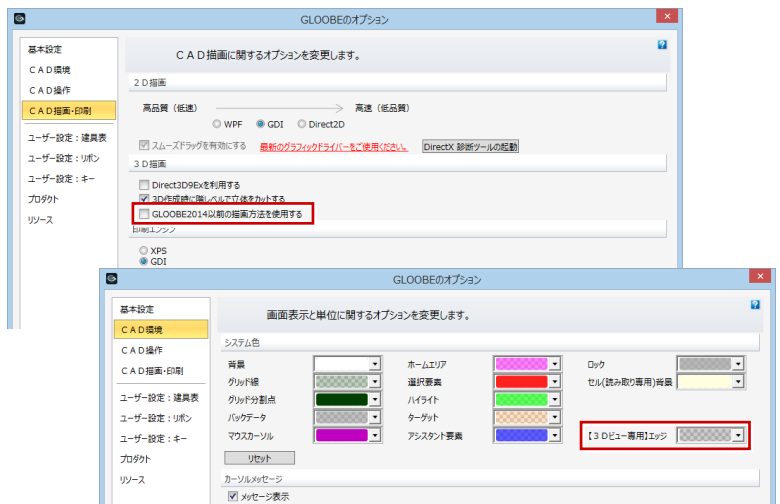 GLOOBEのオプション
基本設定
CAD環境
CAD操作
CAD描画・印刷
ユーザー設定：建具表
ユーザー設定：リボン
ユーザー設定：キー
プロダクト
リソース
CAD描画に関するオプションを変更します。
2D描画
高品質（低速） 高速（低品質）
WPF GDI Direct2D
スムーズドラッグを有効にする 最新のグラフィックドライバーをご使用ください。 DirectX 診断ツールの起動
3D描画
Direct3D9Exを利用する
3D作成時に階レベルで立体をカットする
GLOOBE2014以前の描画方法を使用する
印刷エンジン
XPS
GDI
GLOOBEのオプション
基本設定
CAD環境
CAD操作
CAD描画・印刷
ユーザー設定：建具表
ユーザー設定：リボン
ユーザー設定：キー
プロダクト
リソース
画面表示と単位に関するオプションを変更します。
システム色
背景 ホームエリア ロック
グリッド線 選択要素 セル(読み取り専用)背景
グリッド分割点 ハイライト
バックデータ ターゲット
マウスカーソル アシスタント要素 【3Dビュー専用】エッジ
リセット
カーソルメッセージ
メッセージ表示